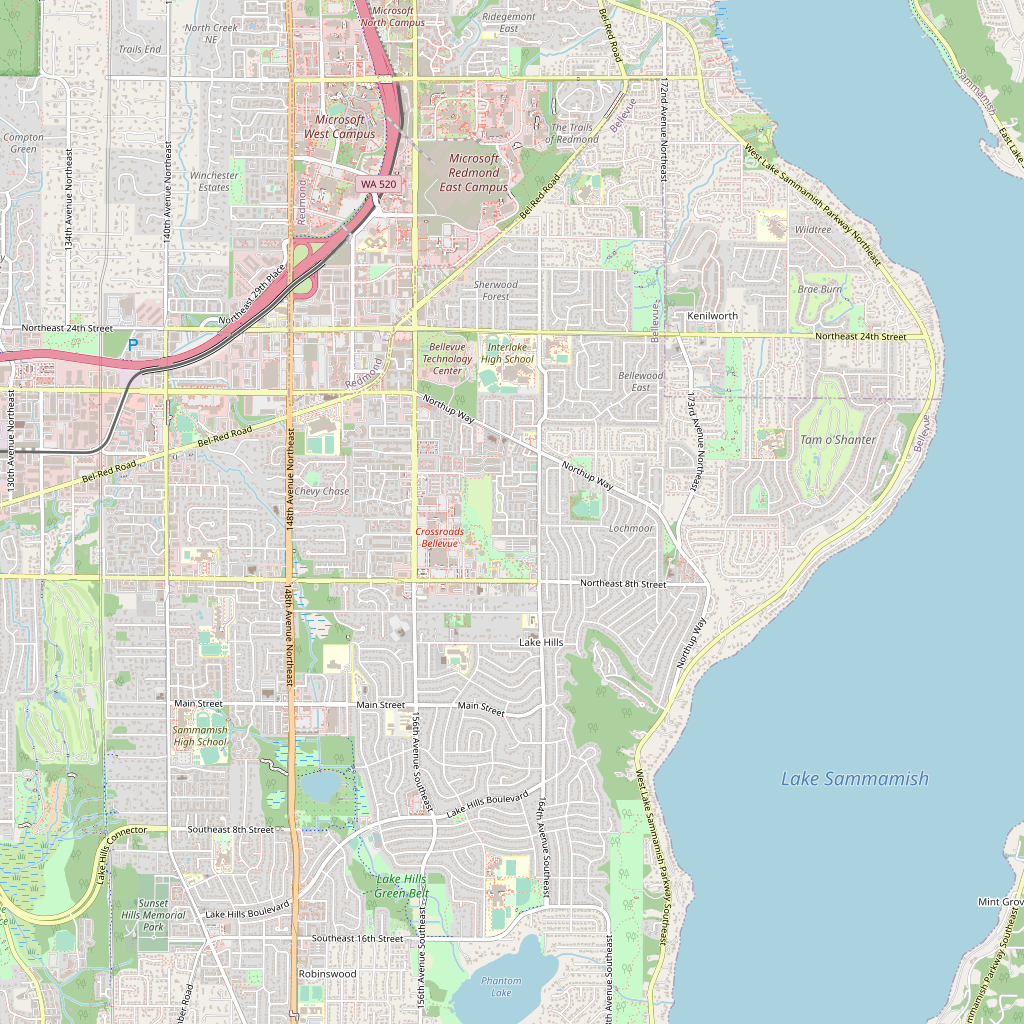 Microsoft
North Campus
Ridgemont
East
Bel-Red Road
North Creek
NE
Trails End
Sammamish
East Lake
172nd Avenue Northeast
Bellevue
The Trails
of Redmond
Microsoft
West Campus
Compton
Green
134th Avenue Northeast
140th Avenue Northeast
Microsoft
Redmond
East Campus
West Lake Sammamish Parkway Northeast
Winchester
Estates
WA 520
Redmond
Bel-Red Road
Wildtree
Northeast 29th Place
Sherwood
Forest
Brae Burn
Kenilworth
Bellevue
Northeast 24th Street
P
Northeast 24th Street
Bellevue
Technology
Center
Interlake
High School
Redmond
Bellewood
East
130th Avenue Northeast
Northup Way
173rd Avenue Northeast
Bellevue
Bel-Red Road
Tam o'Shanter
148th Avenue Northeast
Bel-Red Road
Northup Way
Chevy Chase
Lochmoor
Crossroads
Bellevue
Northeast 8th Street
148th Avenue Northeast
Northup Way
Lake Hills
Main Street
Main Street
Main Street
Sammamish
High School
156th Avenue Southeast
West Lake Sammamish Parkway Southeast
Lake Sammamish
Lake Hills Boulevard
164th Avenue Southeast
Lake Hills Connector
Southeast 8th Street
Lake Hills
Green Belt
Sunset
Hills Memorial
Park
Lake Hills Boulevard
Mint Grov
156th Avenue Southeast
Southeast 16th Street
Robinswood
Phantom
Lake
th Avenue Southeast
ammamish Parkway Southeast
mber Road